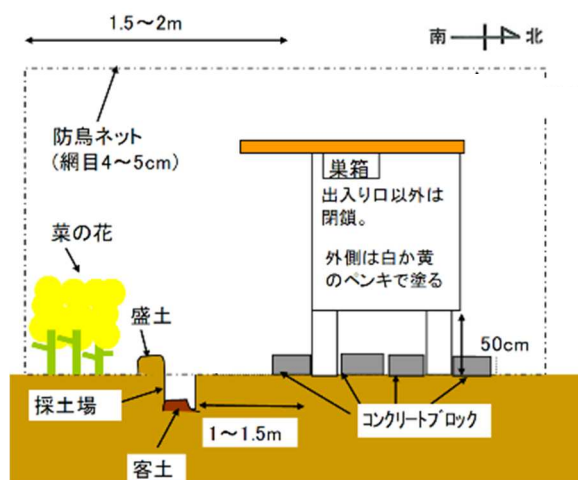 1.5～2m
南 北
防鳥ネット
(網目4～5cm)
巣箱
出入り口以外は
閉鎖。
外側は白か黄
のペンキで塗る
菜の花
盛土
50cm
採土場
コンクリートブロック
1～1.5m
客土